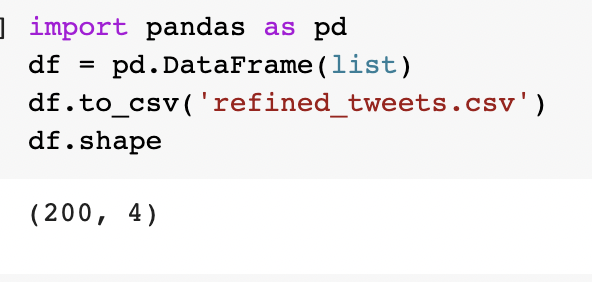 ] import pandas as pd
df = pd.DataFrame(list)
df.to_csv('refined_tweets.csv')
df.shape
(200, 4)